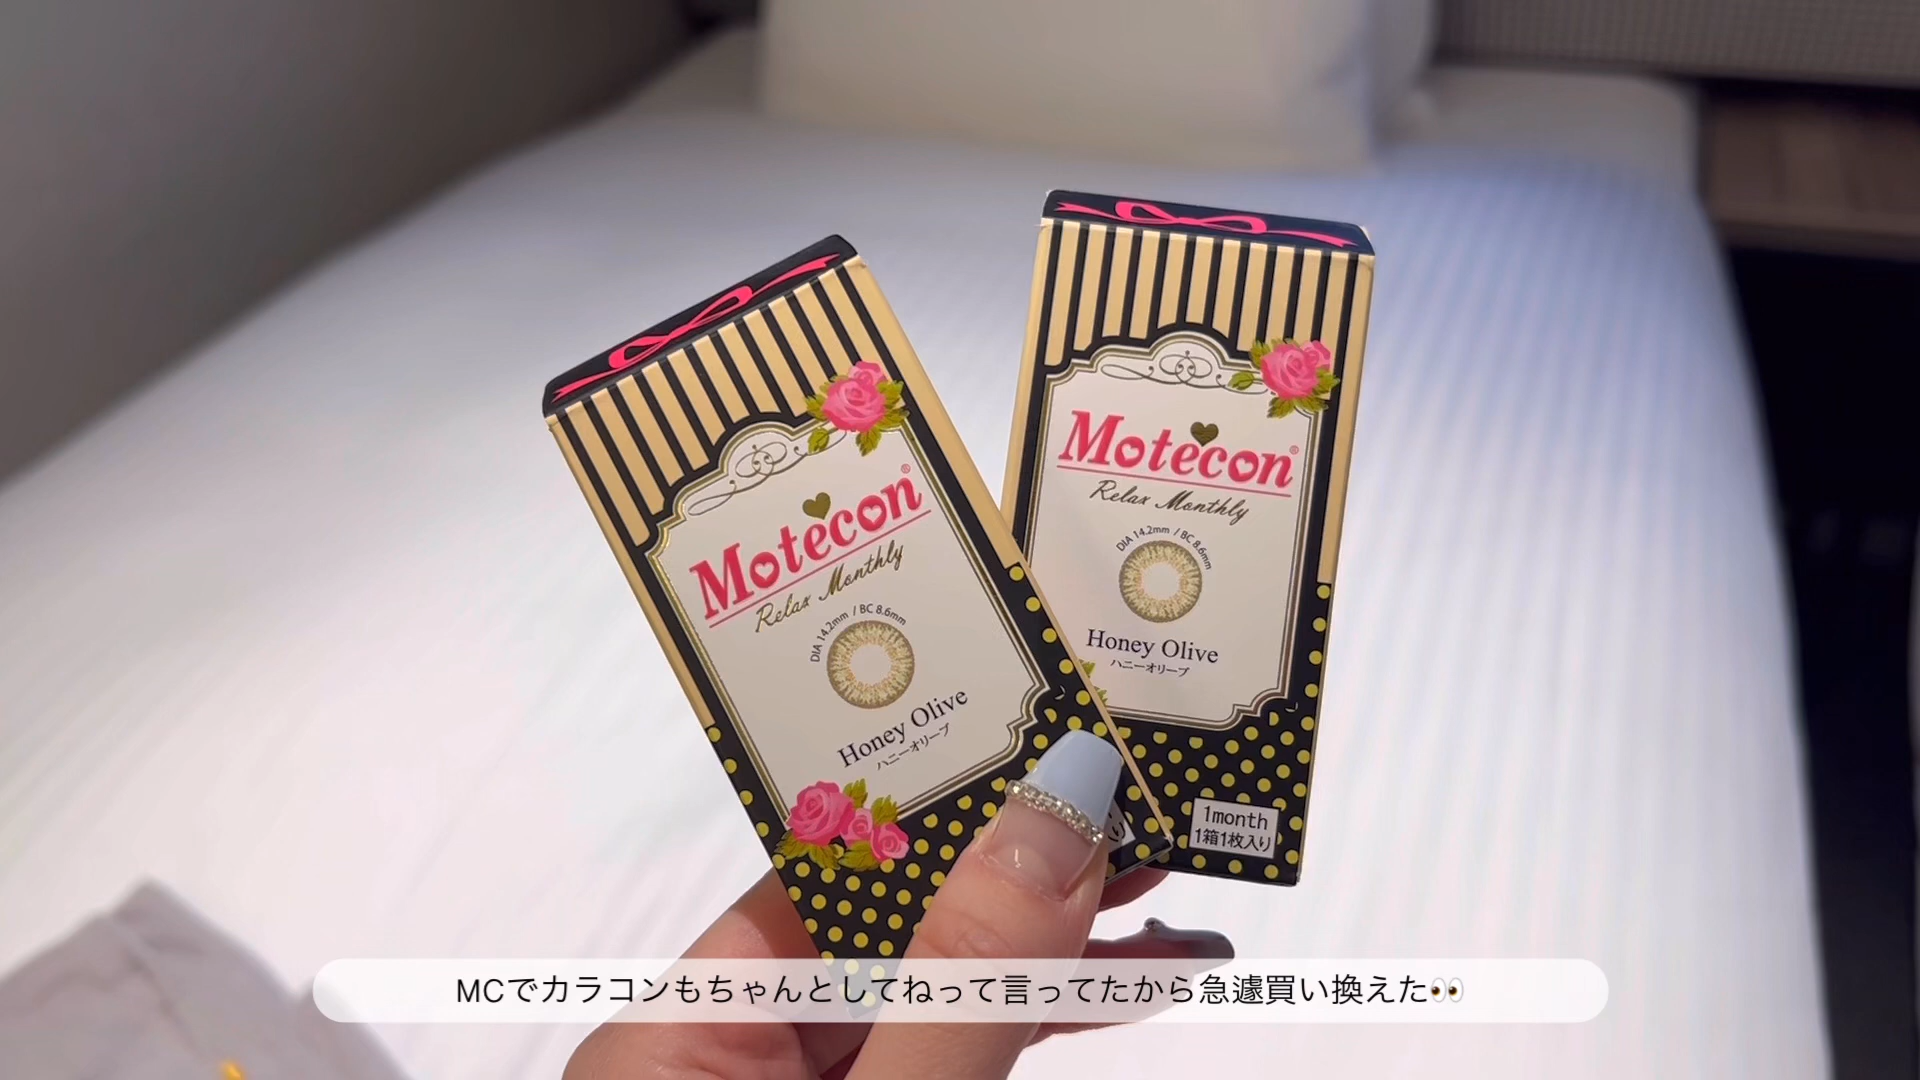 Motecon®
Relax Monthly
DIA 14.2mm / BC 8.6mm
Honey Olive
ハニーオリーブ
Motecon®
Relax Monthly
DIA 14.2mm / BC 8.6mm
Honey Olive
ハニーオリーブ
1month
1箱1枚入り
MCでカラコンもちゃんとしてねって言ってたから急遽買い換えた👀